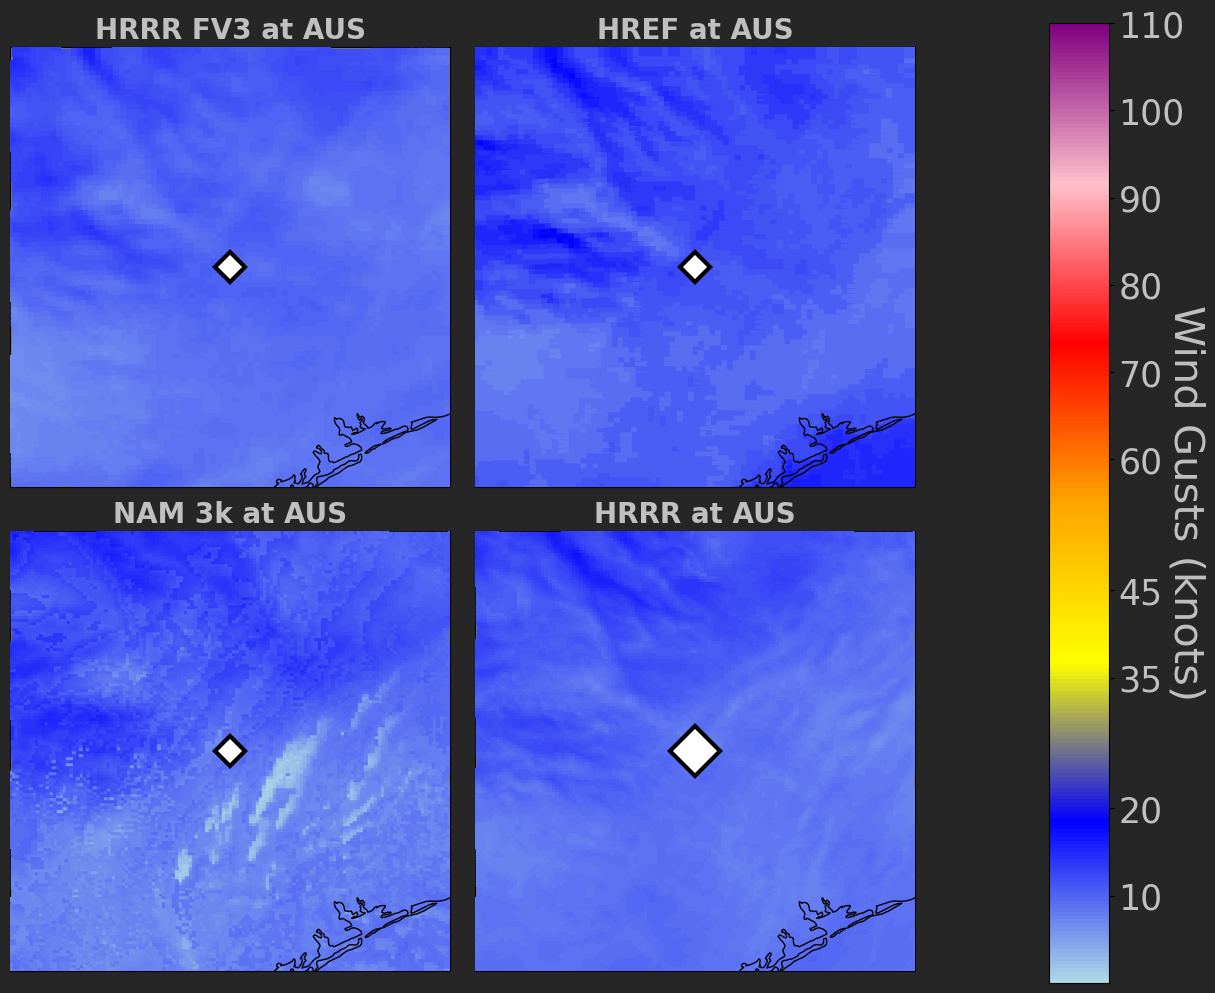 HRRR FV3 at AUS
HREF at AUS
NAM 3k at AUS
HRRR at AUS
110
100
90
80
70
60
45
35
20
10
Wind Gusts (knots)